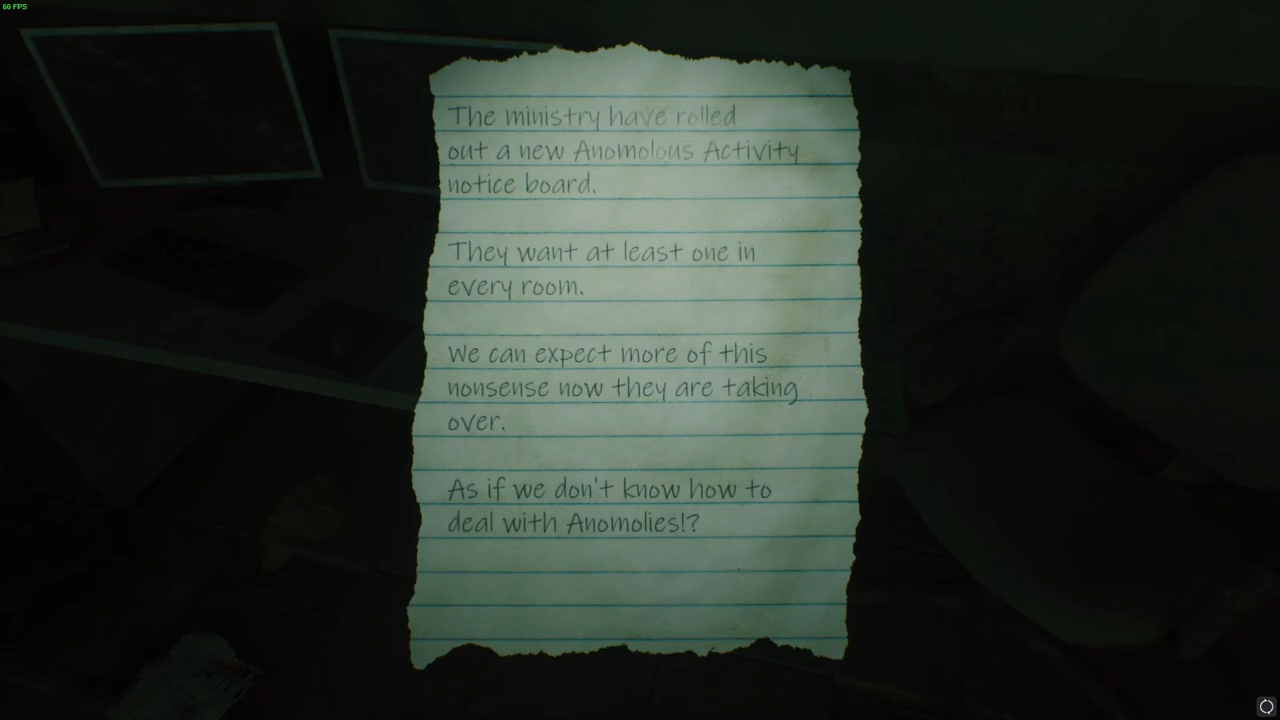 60 FPS
The ministry have rolled
out a new Anomolous Activity
notice board.
They want at least one in
every room.
We can expect more of this
nonsense now they are taking
over.
As if we don't know how to
deal with Anomolies!?